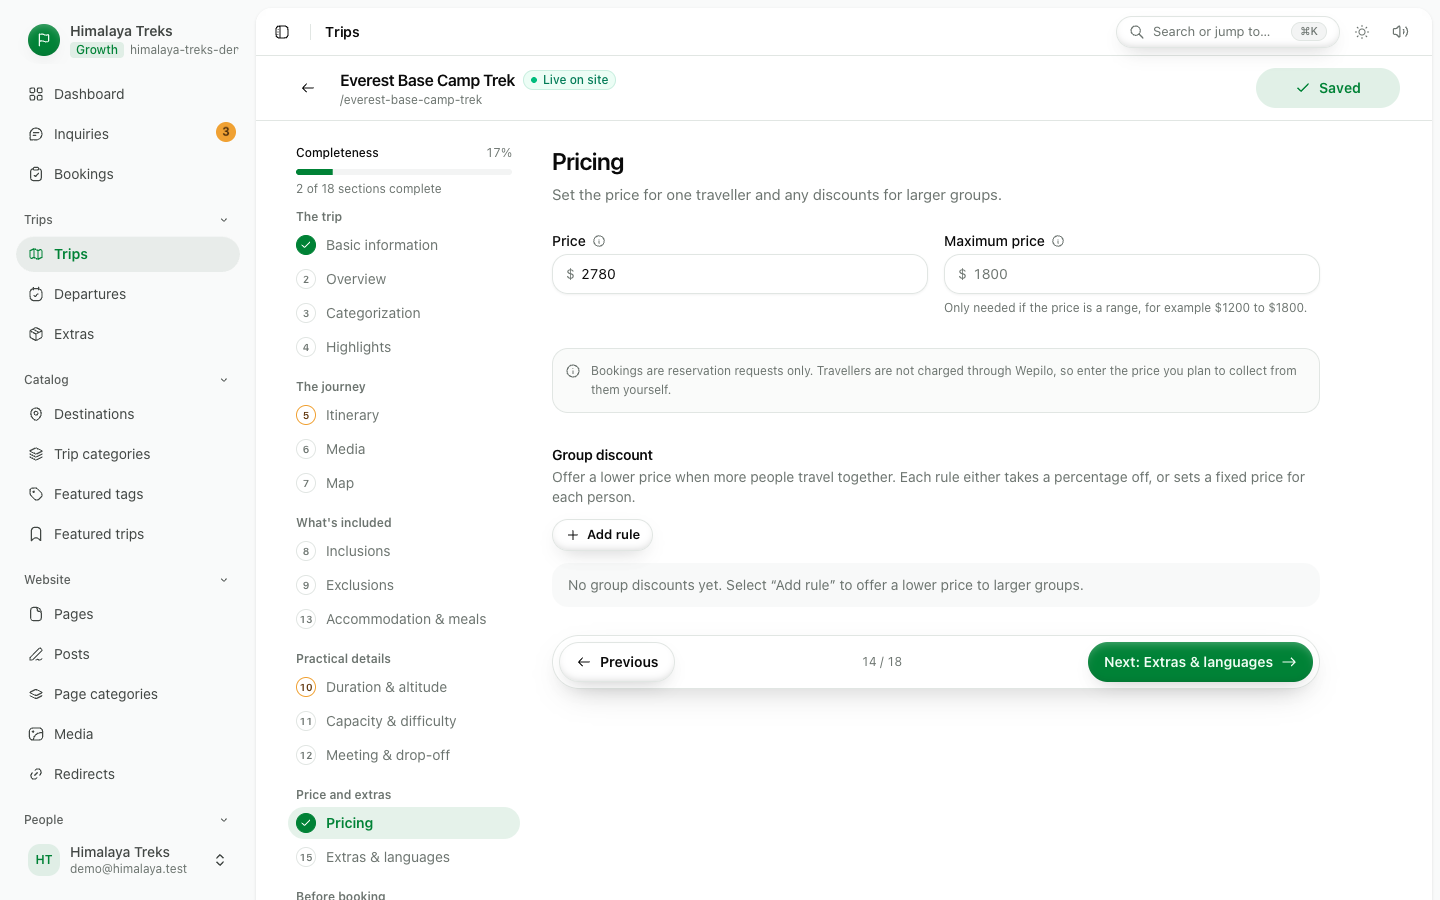 Himalaya Treks
Growth himalaya-treks-der
Dashboard
Inquiries 3
Bookings
Trips
Trips
Departures
Extras
Catalog
Destinations
Trip categories
Featured tags
Featured trips
Website
Pages
Posts
Page categories
Media
Redirects
People
HT Himalaya Treks
demo@himalaya.test
Trips
Search or jump to... ⌘K
Everest Base Camp Trek Live on site
/everest-base-camp-trek
Saved
Completeness 17%
2 of 18 sections complete
The trip
Basic information
2 Overview
3 Categorization
4 Highlights
The journey
5 Itinerary
6 Media
7 Map
What's included
8 Inclusions
9 Exclusions
13 Accommodation & meals
Practical details
10 Duration & altitude
11 Capacity & difficulty
12 Meeting & drop-off
Price and extras
Pricing
15 Extras & languages
Before booking
Pricing
Set the price for one traveller and any discounts for larger groups.
Price
$ 2780
Maximum price
$ 1800
Only needed if the price is a range, for example $1200 to $1800.
Bookings are reservation requests only. Travellers are not charged through Wepilo, so enter the price you plan to collect from
them yourself.
Group discount
Offer a lower price when more people travel together. Each rule either takes a percentage off, or sets a fixed price for
each person.
Add rule
No group discounts yet. Select “Add rule” to offer a lower price to larger groups.
Previous
14 / 18
Next: Extras & languages